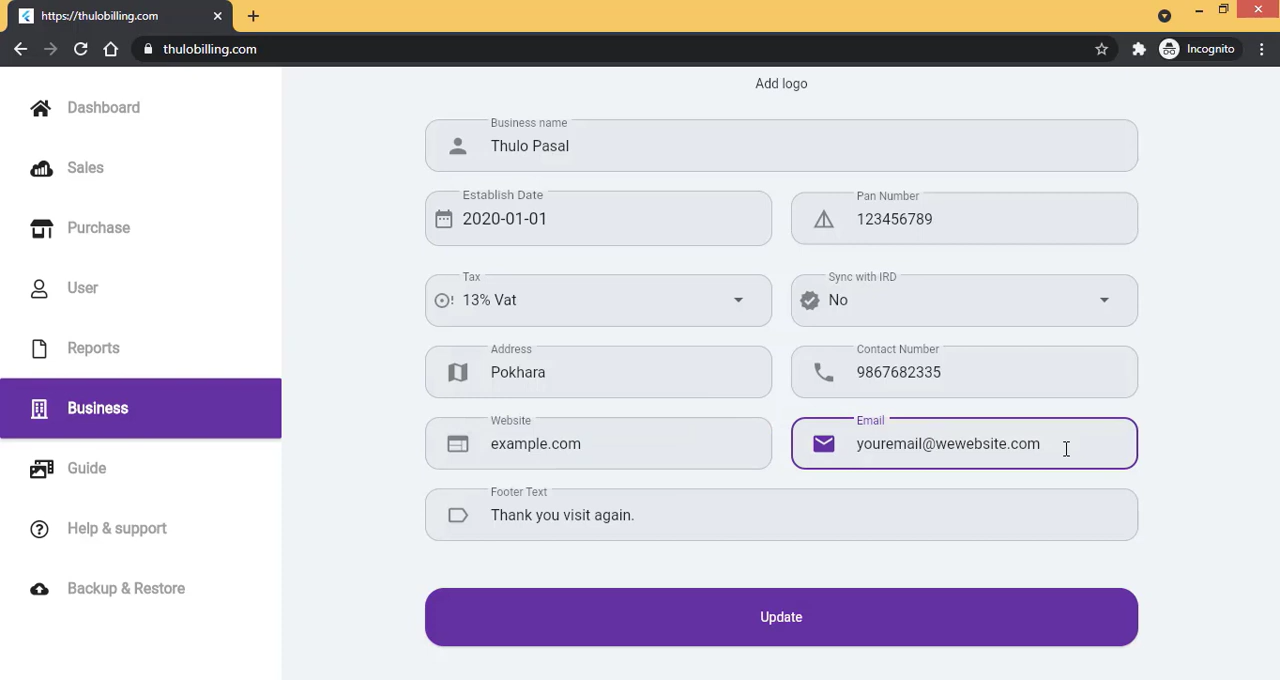 https://thulobilling.com
thulobilling.com
Incognito
Dashboard
Sales
Purchase
User
Reports
Business
Guide
Help & support
Backup & Restore
Add logo
Business name
Thulo Pasal
Establish Date
2020-01-01
Pan Number
123456789
Tax
13% Vat
Sync with IRD
No
Address
Pokhara
Contact Number
9867682335
Website
example.com
Email
youremail@wewebsite.com
Footer Text
Thank you visit again.
Update